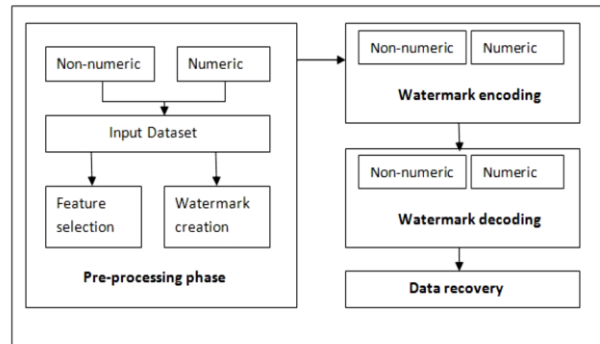 Non-numeric
Numeric
Input Dataset
Feature
selection
Watermark
creation
Pre-processing phase
Non-numeric
Numeric
Watermark encoding
Non-numeric
Numeric
Watermark decoding
Data recovery